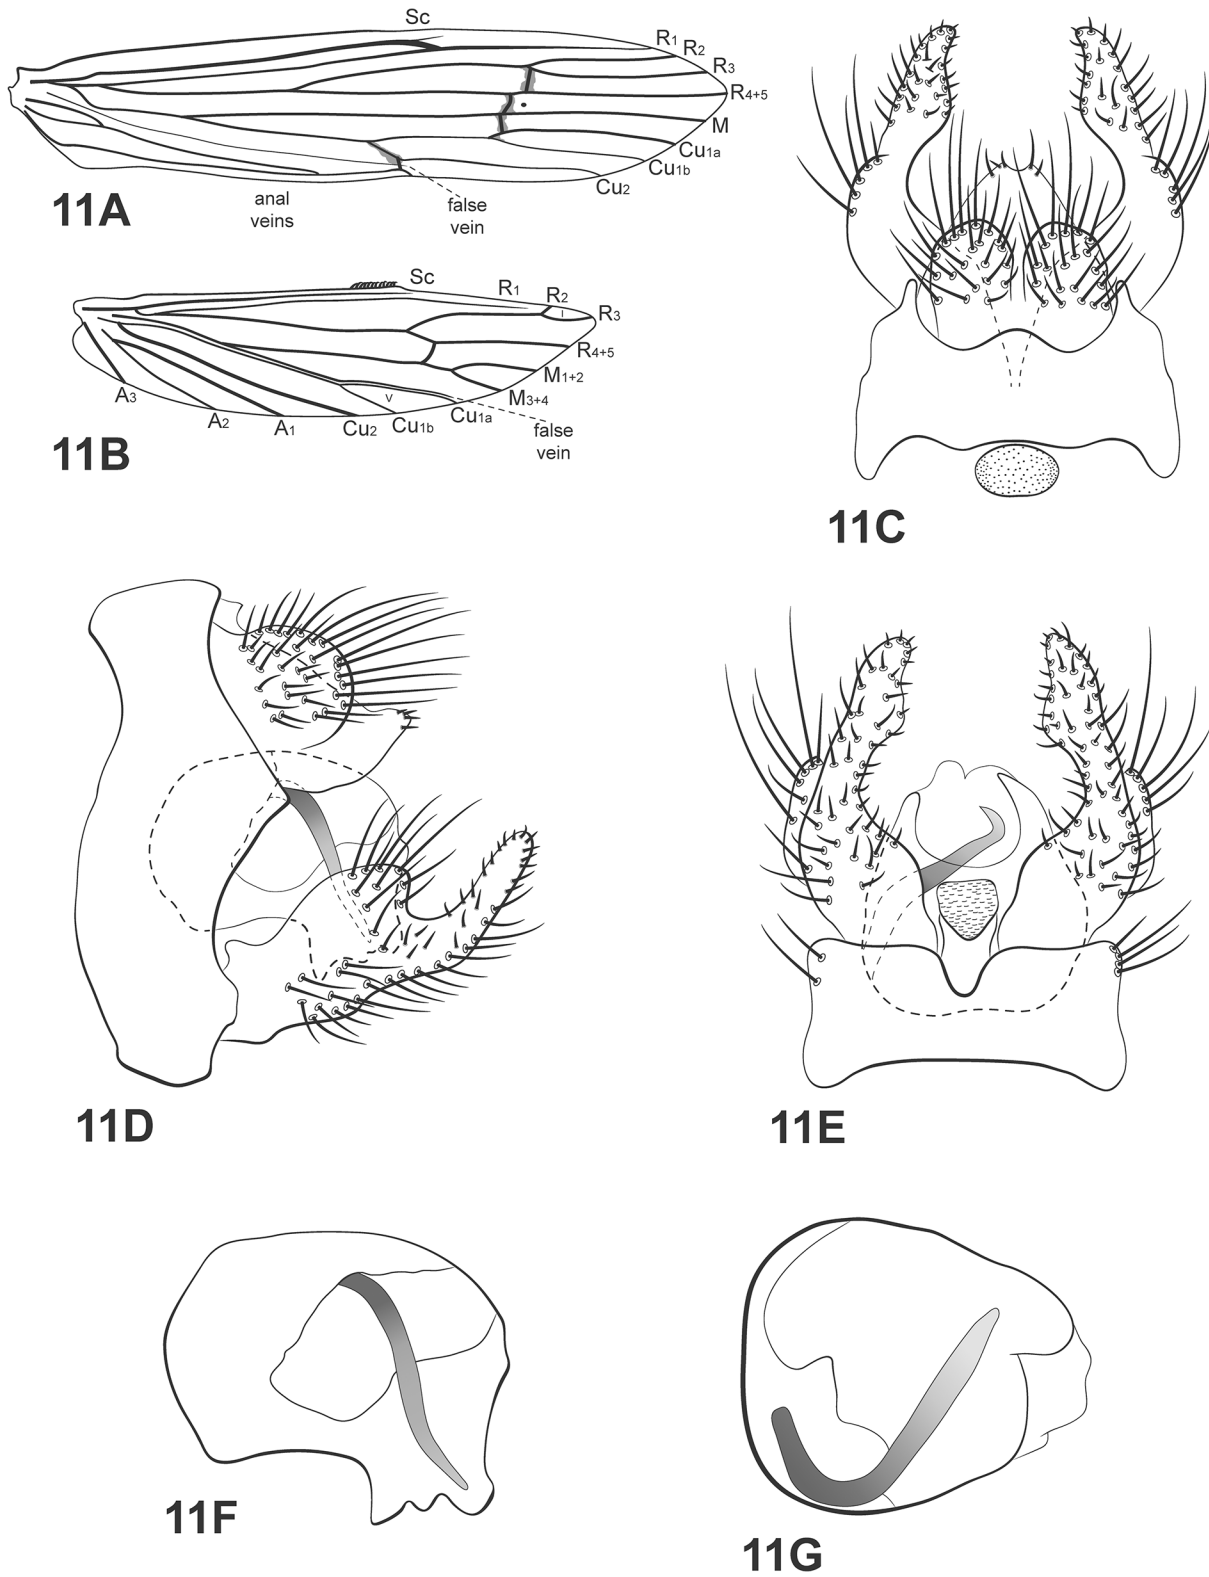 Sc
R1
R2
R3
R4+5
M
Cu1a
Cu1b
Cu2
anal
veins
false
vein
11A
Sc
R1
R2
R3
R4+5
M1+2
M3+4
Cu1a
Cu1b
Cu2
A1
A2
A3
v
false
vein
11B
11C
11D
11E
11F
11G